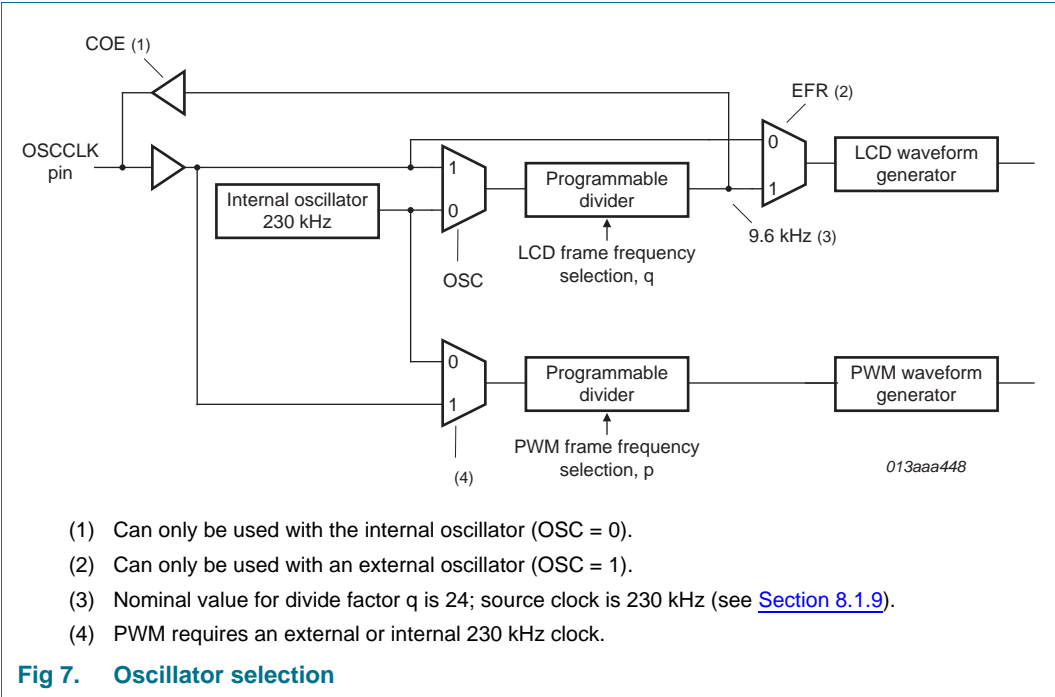 COE (1)
EFR (2)
OSCCLK
pin
0
1
LCD waveform
generator
1
0
Internal oscillator
230 kHz
Programmable
divider
9.6 kHz (3)
LCD frame frequency
selection, q
OSC
0
1
Programmable
divider
PWM waveform
generator
PWM frame frequency
selection, p
(4)
013aaa448
(1) Can only be used with the internal oscillator (OSC = 0).
(2) Can only be used with an external oscillator (OSC = 1).
(3) Nominal value for divide factor q is 24; source clock is 230 kHz (see Section 8.1.9).
(4) PWM requires an external or internal 230 kHz clock.
Fig 7. Oscillator selection